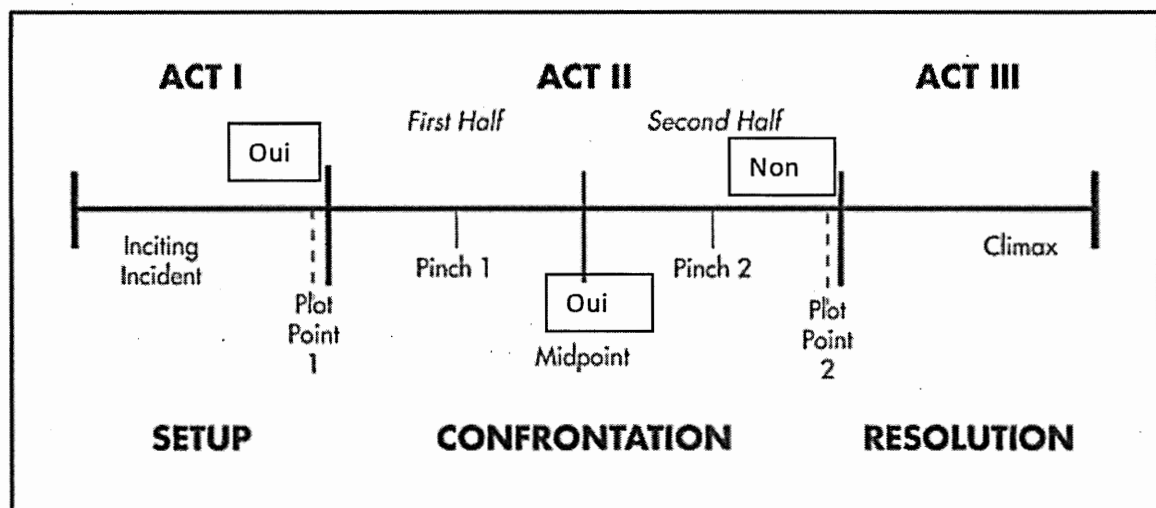 ACT I
ACT II
ACT III
First Half
Second Half
Oui
Non
Inciting
Incident
Pinch 1
Pinch 2
Climax
Plot
Point
1
Oui
Midpoint
Plot
Point
2
SETUP
CONFRONTATION
RESOLUTION